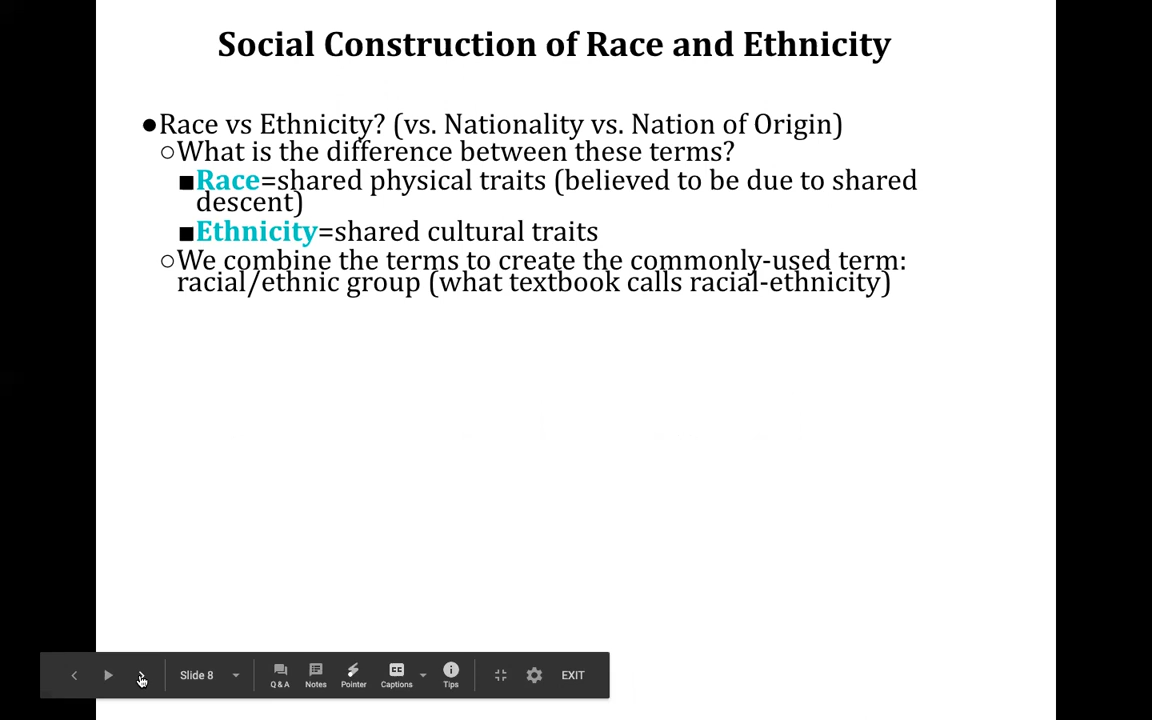 Social Construction of Race and Ethnicity
●Race vs Ethnicity? (vs. Nationality vs. Nation of Origin)
○What is the difference between these terms?
■Race=shared physical traits (believed to be due to shared
descent)
■Ethnicity=shared cultural traits
○We combine the terms to create the commonly-used term:
racial/ethnic group (what textbook calls racial-ethnicity)
Slide 8
Q&A
Notes
Pointer
CC
Captions
Tips
EXIT